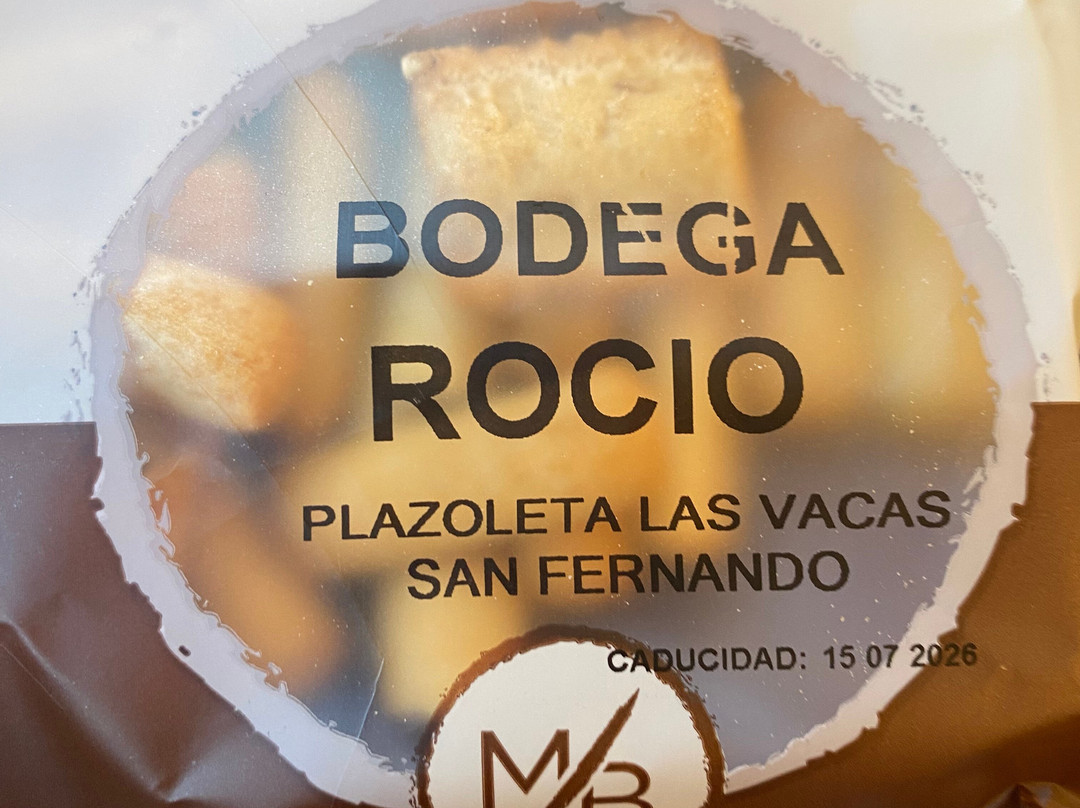 BODEGA
ROCIO
PLAZOLETA LAS VACAS
SAN FERNANDO
CADUCIDAD: 15 07 2026
M/B